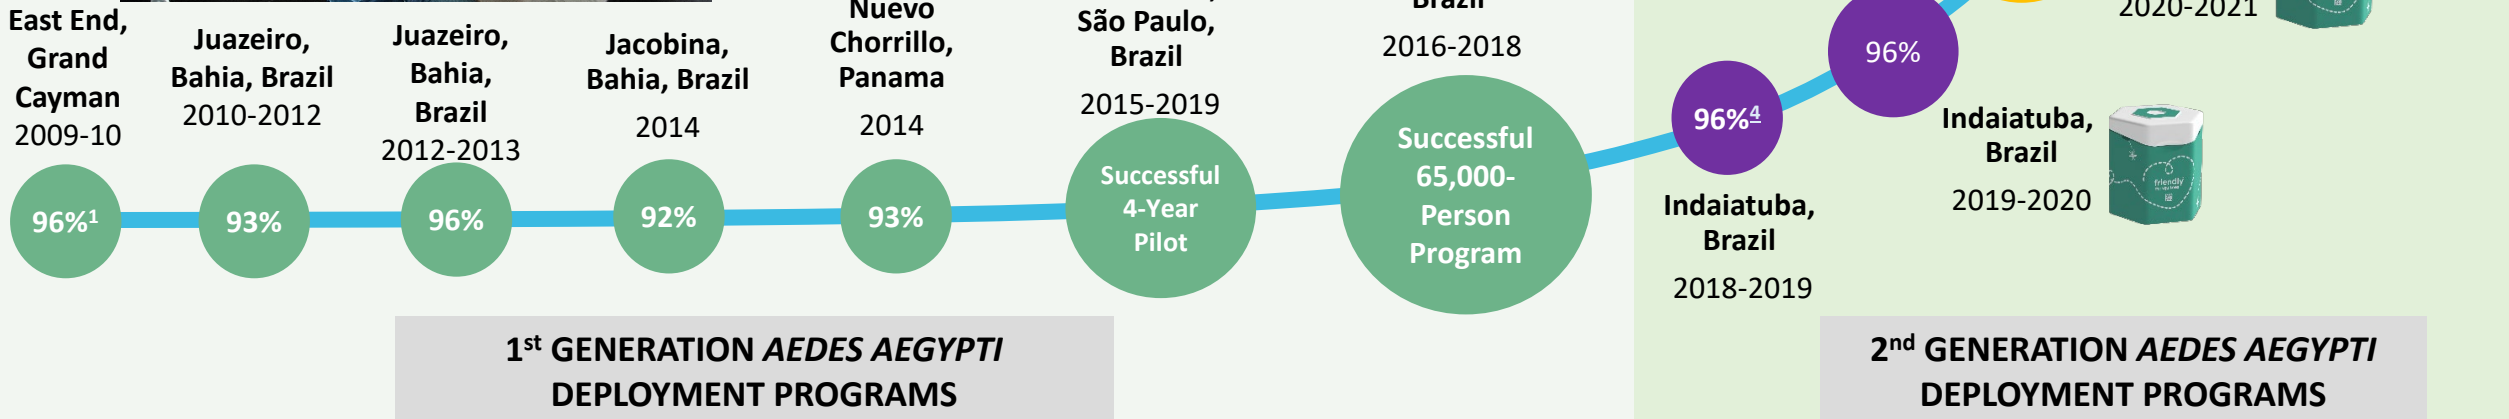 East End,
Grand
Cayman
2009-10
96%1
Juazeiro,
Bahia, Brazil
2010-2012
93%
Juazeiro,
Bahia,
Brazil
2012-2013
96%
Jacobina,
Bahia, Brazil
2014
92%
Nuevo
Chorrillo,
Panama
2014
93%
São Paulo,
Brazil
2015-2019
Successful
4-Year
Pilot
Brazil
2016-2018
Successful
65,000-
Person
Program
96%4
Indaiatuba,
Brazil
2018-2019
96%
Indaiatuba,
Brazil
2019-2020
friendly
2020-2021
1st GENERATION AEDES AEGYPTI
DEPLOYMENT PROGRAMS
2nd GENERATION AEDES AEGYPTI
DEPLOYMENT PROGRAMS